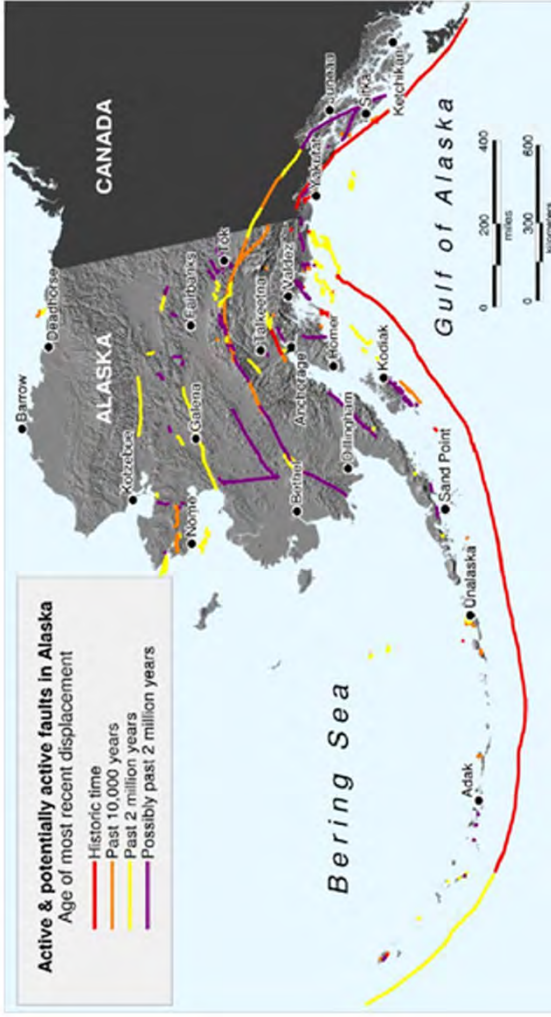 Active & potentially active faults in Alaska
Age of most recent displacement
Historic time
Past 10,000 years
Past 2 million years
Possibly past 2 million years
Barrow
Deadhorse
Kotzebue
ALASKA
CANADA
Nome
Galena
Fairbanks
Tok
Bethel
Talkeetna
Anchorage
Valdez
Dillingham
Homer
Yakutat
Juneau
Sitka
Ketchikan
Kodiak
Sand Point
Unalaska
Adak
Bering Sea
Gulf of Alaska
0 200 400
miles
0 300 600
kilometers